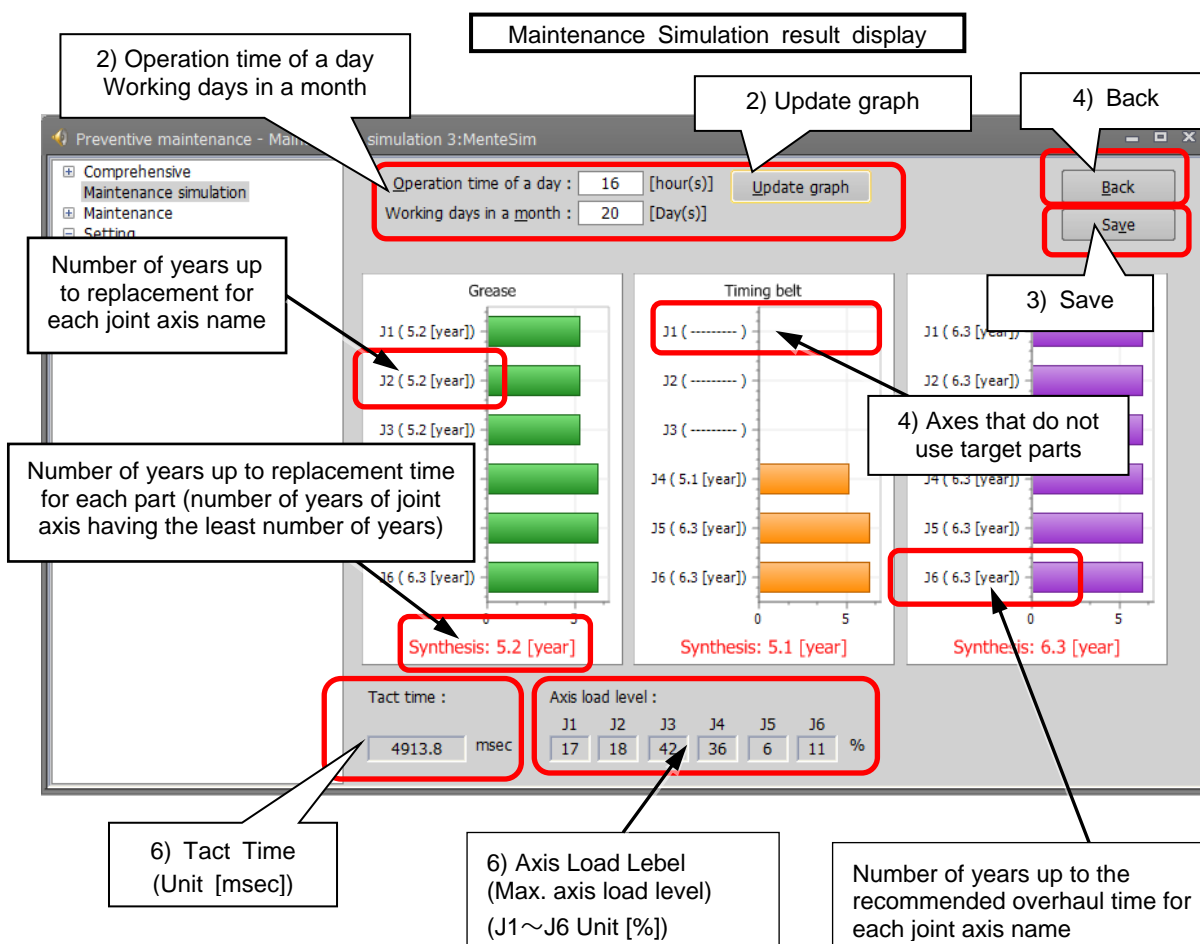 Maintenance Simulation result display
2) Operation time of a day
Working days in a month
2) Update graph
4) Back
Preventive maintenance - Main
simulation 3:MenteSim
Comprehensive
Maintenance simulation
Maintenance
Setting
Operation time of a day :
16
[hour(s)]
Update graph
Working days in a month :
20
[Day(s)]
Back
Save
3) Save
Number of years up
to replacement for
each joint axis name
Grease
J1 ( 5.2 [year])
J2 ( 5.2 [year])
J3 ( 5.2 [year])
J6 ( 6.3 [year])
0
5
Synthesis: 5.2 [year]
Number of years up to replacement time
for each part (number of years of joint
axis having the least number of years)
Timing belt
J1 ( --------- )
J2 ( --------- )
J3 ( --------- )
J4 ( 5.1 [year])
J5 ( 6.3 [year])
J6 ( 6.3 [year])
0
5
Synthesis: 5.1 [year]
4) Axes that do not
use target parts
J1 ( 6.3 [year])
J2 ( 6.3 [year])
J4 ( 6.3 [year])
J5 ( 6.3 [year])
J6 ( 6.3 [year])
0
5
Synthesis: 6.3 [year]
Tact time :
4913.8 msec
Axis load level :
J1 J2 J3 J4 J5 J6
17 18 42 36 6 11 %
6) Tact Time
(Unit [msec])
6) Axis Load Lebel
(Max. axis load level)
(J1～J6 Unit [%])
Number of years up to the
recommended overhaul time for
each joint axis name